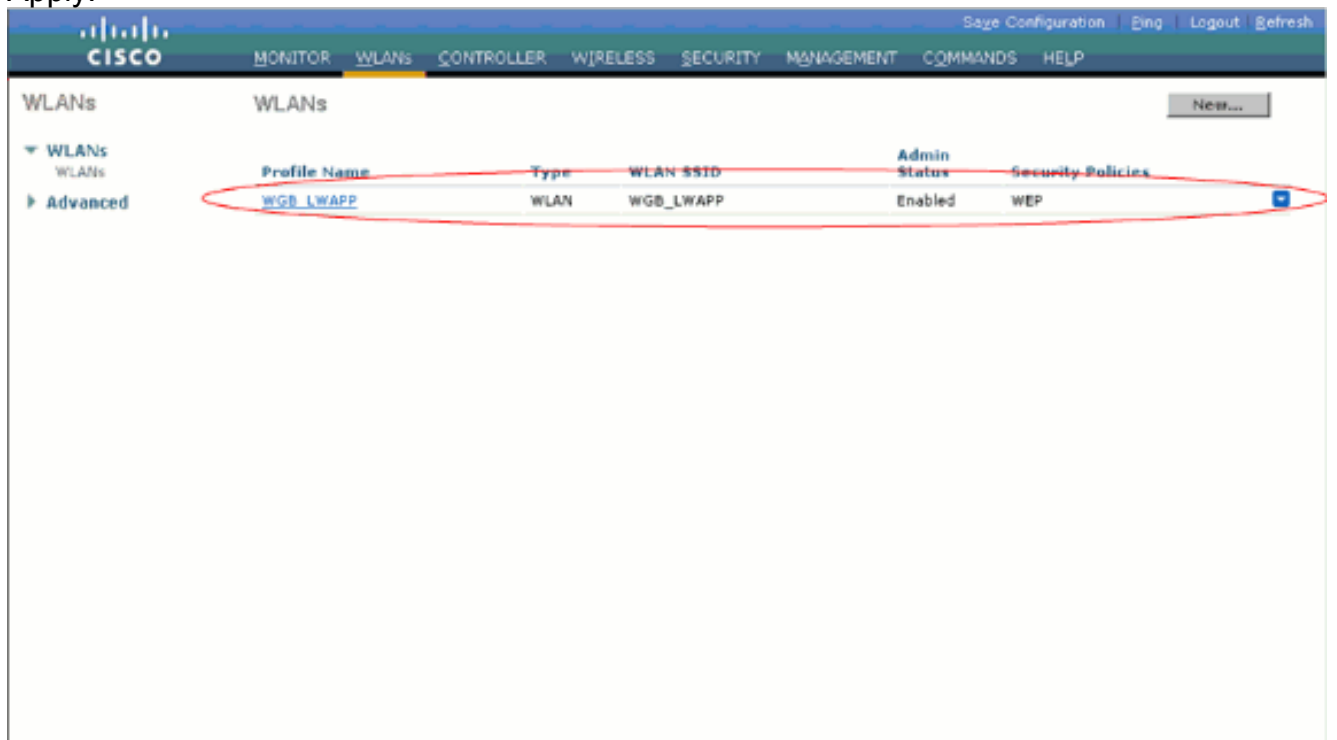 Apply.
Save Configuration | Ping | Logout | Refresh
CISCO
MONITOR WLANs CONTROLLER WIRELESS SECURITY MANAGEMENT COMMANDS HELP
WLANs
WLANs
New...
WLANs
WLANs
Advanced
Profile Name Type WLAN SSID Admin Status Security Policies
WGB_LWAPP WLAN WGB_LWAPP Enabled WEP